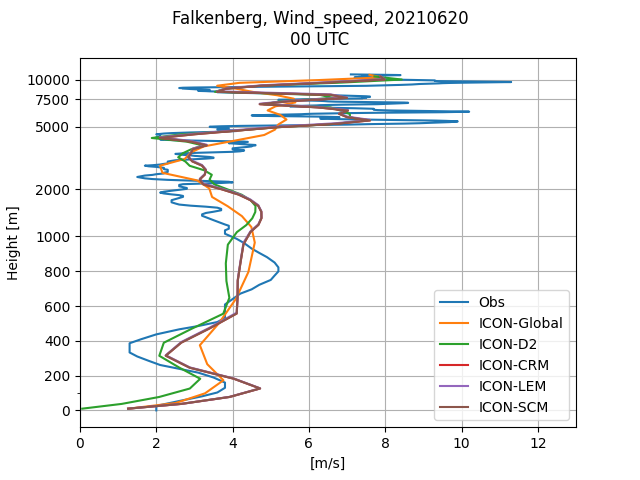 Falkenberg, Wind_speed, 20210620
00 UTC
Height [m]
10000
7500
5000
2000
1000
800
600
400
200
0
Obs
ICON-Global
ICON-D2
ICON-CRM
ICON-LEM
ICON-SCM
0 2 4 6 8 10 12
[m/s]